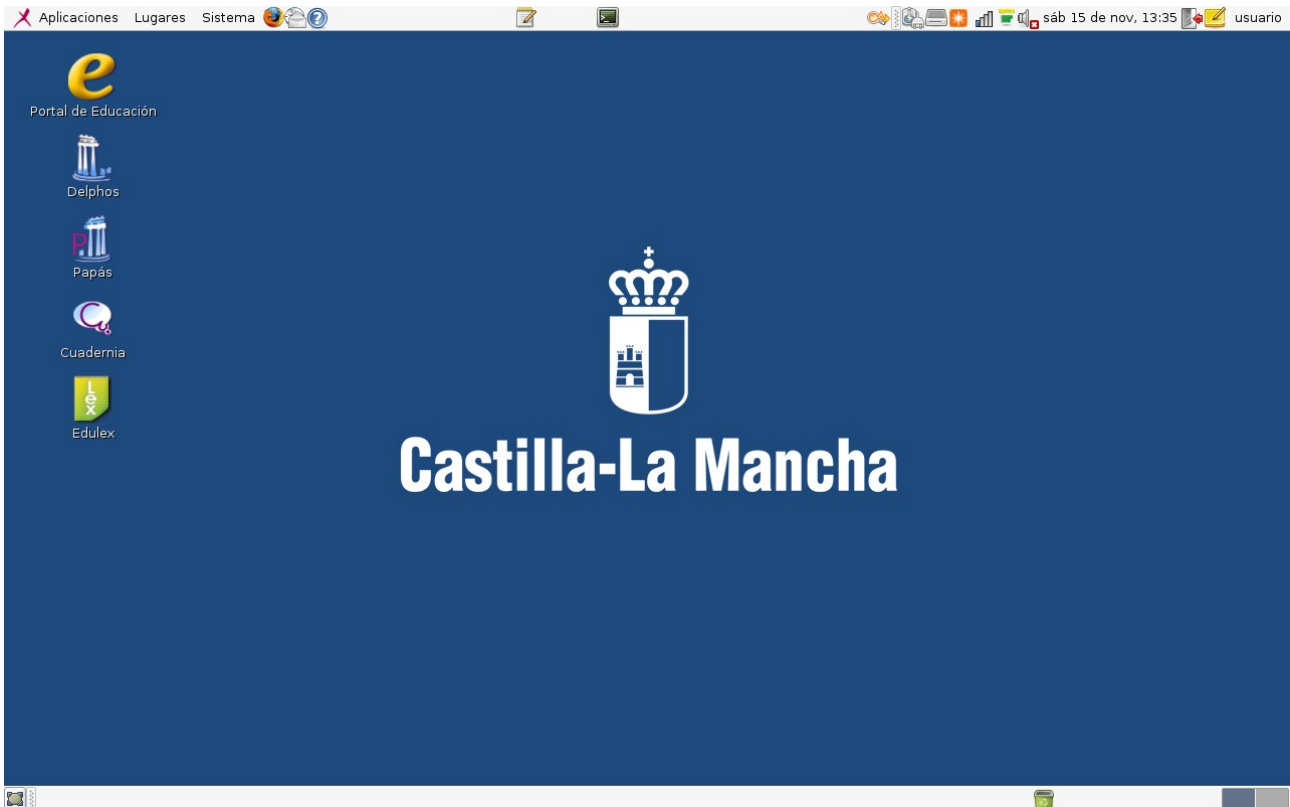 Aplicaciones Lugares Sistema sáb 15 de nov, 13:35 usuario
Portal de Educación
Delphos
Papás
Cuadernia
Lex
Edulex
Castilla-La Mancha